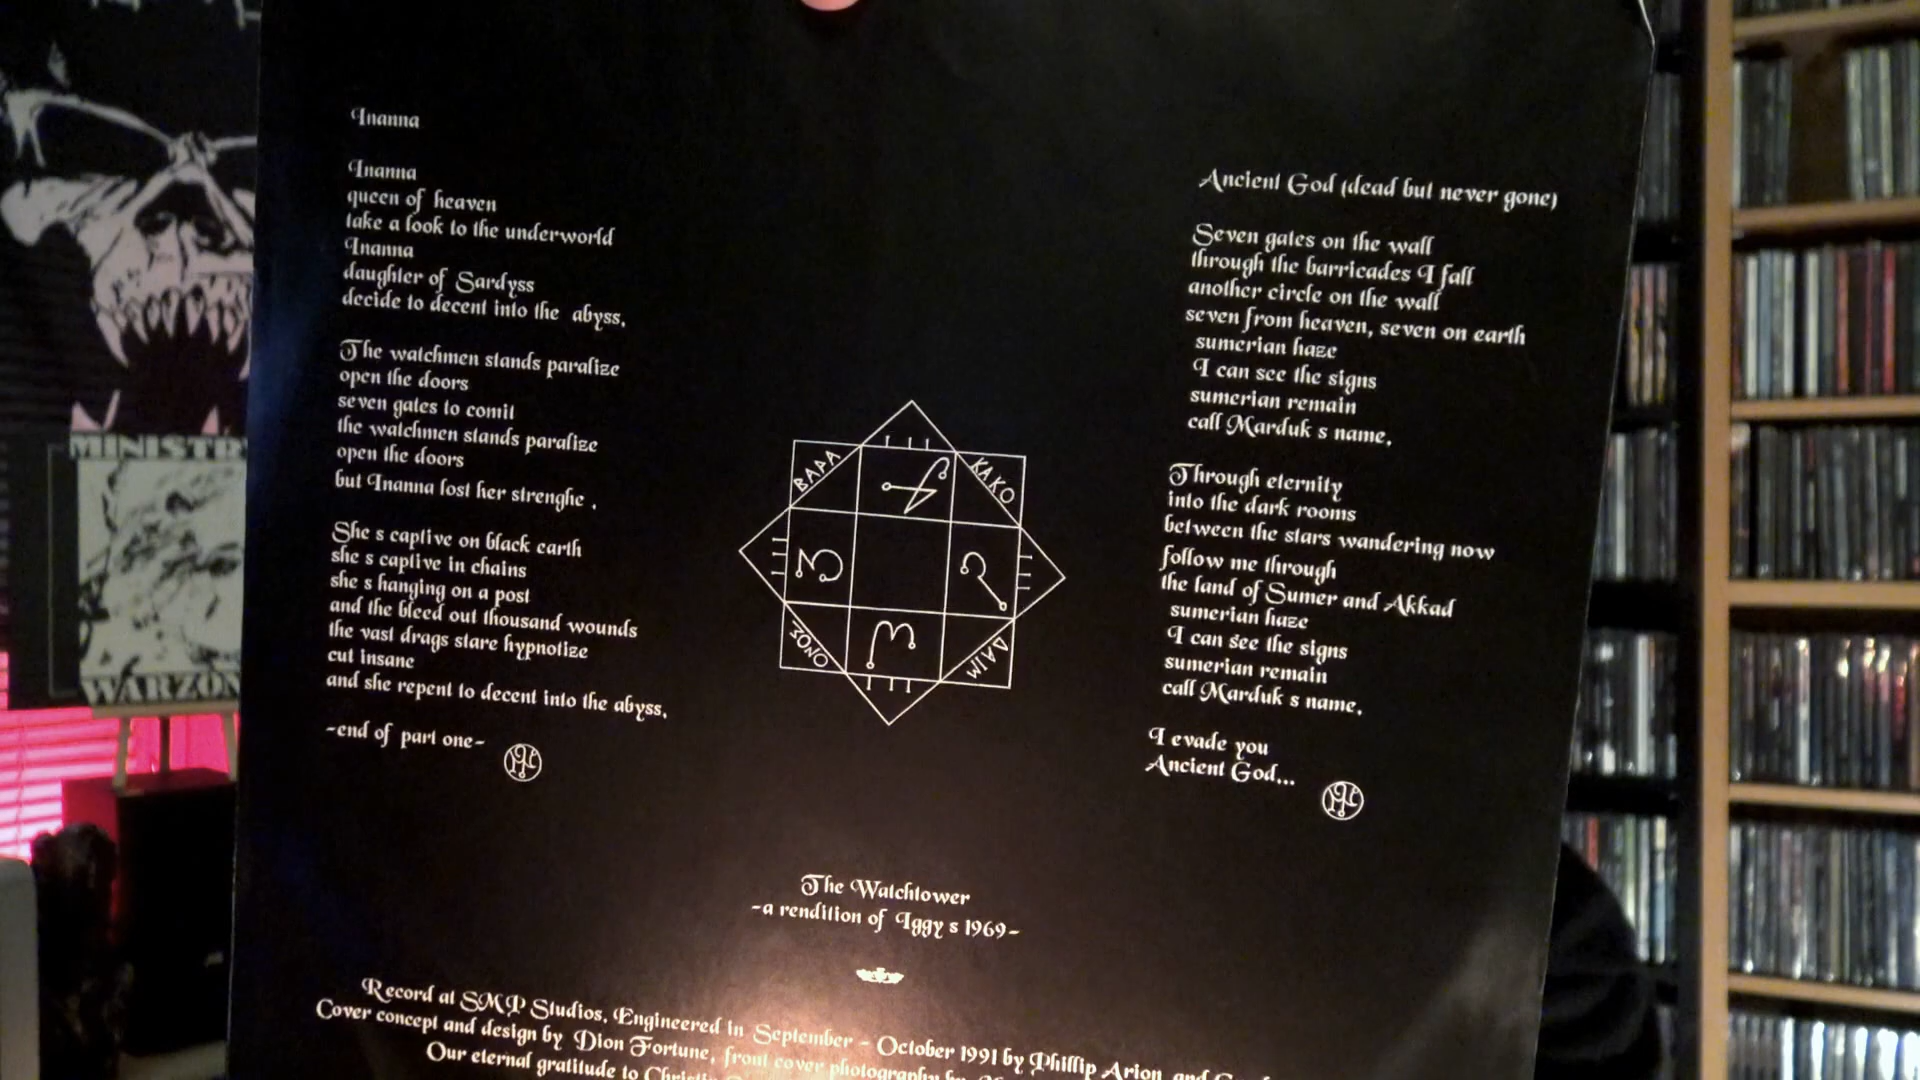 Inanna
Inanna
queen of heaven
take a look to the underworld
Inanna
daughter of Sardyss
decide to decent into the abyss.
The watchmen stands paralize
open the doors
seven gates to comit
the watchmen stands paralize
open the doors
but Inanna lost her strenghe .
She s captive on black earth
she s captive in chains
she s hanging on a post
and the bleed out thousand wounds
the vast drags stare hypnotize
cut insane
and she repent to decent into the abyss.
-end of part one-
BAPA
KAKO
ZONO
AAIM
Ancient God (dead but never gone)
Seven gates on the wall
through the barricades I fall
another circle on the wall
seven from heaven, seven on earth
sumerian haze
I can see the signs
sumerian remain
call Marduk s name.
Through eternity
into the dark rooms
between the stars wandering now
follow me through
the land of Sumer and Akkad
sumerian haze
I can see the signs
sumerian remain
call Marduk s name.
I evade you
Ancient God...
The Watchtower
-a rendition of Iggy s 1969-
Record at SMP Studios, Engineered in September - October 1991 by Phillip Arion and
Cover concept and design by Dion Fortune, front cover photography by
Our eternal gratitude to
MINISTRY
WARZON